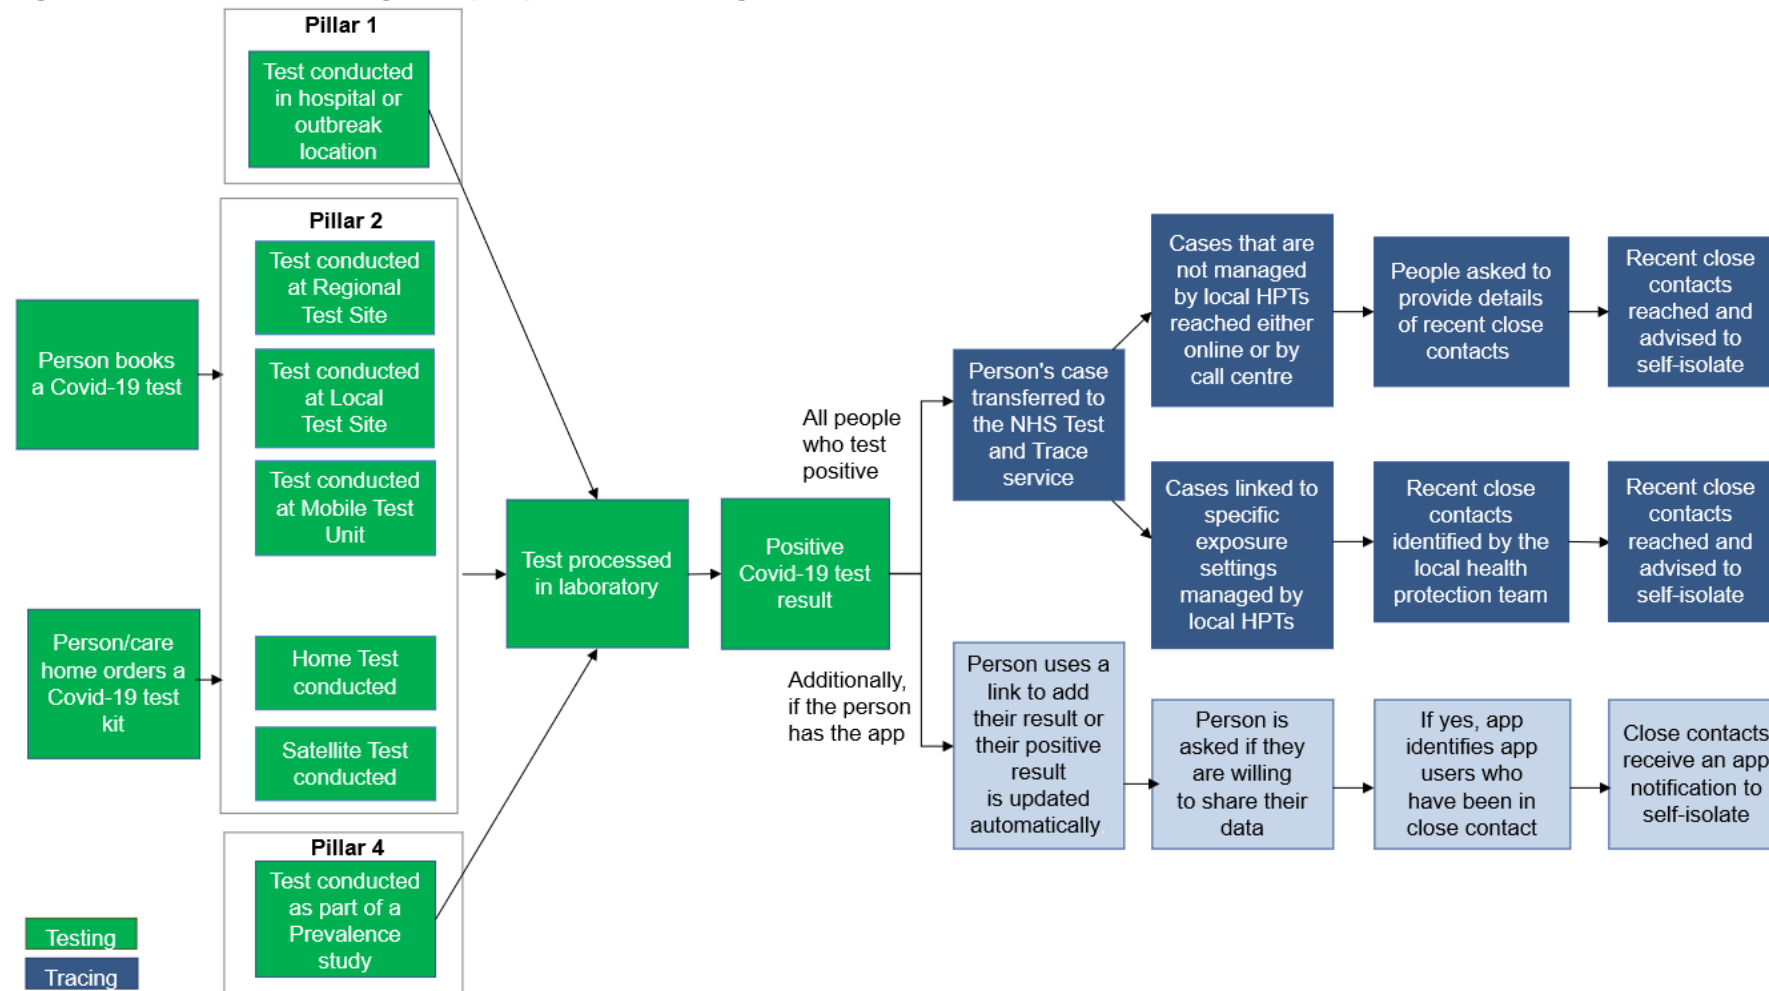 Pillar 1
Test conducted
in hospital or
outbreak
location
Pillar 2
Test conducted
at Regional
Test Site
Test conducted
at Local
Test Site
Test conducted
at Mobile Test
Unit
Home Test
conducted
Satellite Test
conducted
Person books
a Covid-19 test
Person/care
home orders a
Covid-19 test
kit
Pillar 4
Test conducted
as part of a
Prevalence
study
Test processed
in laboratory
Positive
Covid-19 test
result
All people
who test
positive
Additionally,
if the person
has the app
Person's case
transferred to
the NHS Test
and Trace
service
Cases that are
not managed
by local HPTs
reached either
online or by
call centre
People asked to
provide details
of recent close
contacts
Recent close
contacts
reached and
advised to
self-isolate
Cases linked to
specific
exposure
settings
managed by
local HPTs
Recent close
contacts
identified by the
local health
protection team
Recent close
contacts
reached and
advised to
self-isolate
Person uses a
link to add
their result or
their positive
result
is updated
automatically.
Person is
asked if they
are willing
to share their
data
If yes, app
identifies app
users who
have been in
close contact
Close contacts
receive an app
notification to
self-isolate
Testing
Tracing